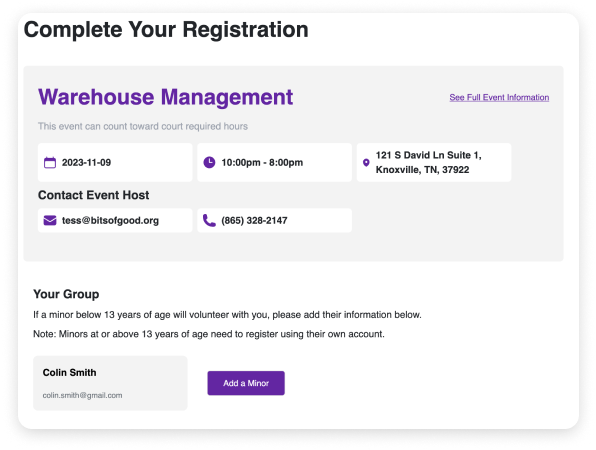 Complete Your Registration
Warehouse Management
See Full Event Information
This event can count toward court required hours
2023-11-09
10:00pm - 8:00pm
121 S David Ln Suite 1,
Knoxville, TN, 37922
Contact Event Host
tess@bitsofgood.org
(865) 328-2147
Your Group
If a minor below 13 years of age will volunteer with you, please add their information below.
Note: Minors at or above 13 years of age need to register using their own account.
Colin Smith
colin.smith@gmail.com
Add a Minor